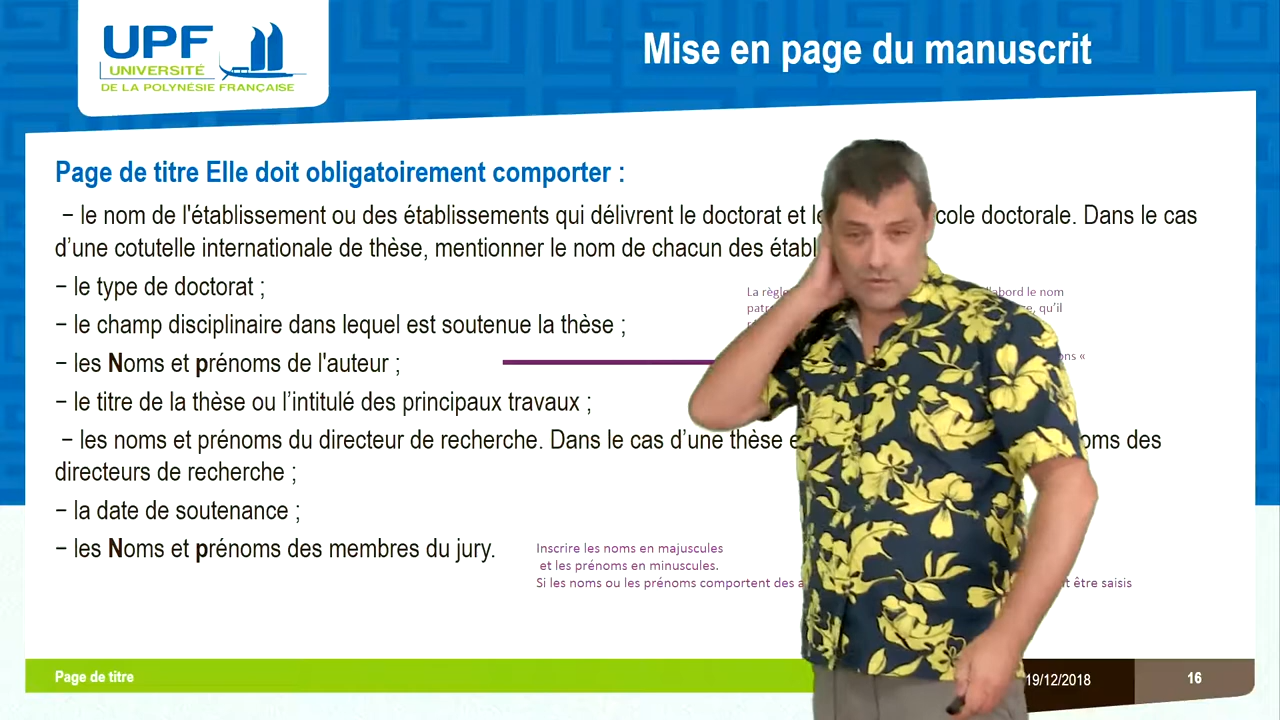 UPF
UNIVERSITÉ
DE LA POLYNÉSIE FRANÇAISE
Mise en page du manuscrit
Page de titre Elle doit obligatoirement comporter :
− le nom de l'établissement ou des établissements qui délivrent le doctorat et doctorale. Dans le cas
d’une cotutelle internationale de thèse, mentionner le nom de chacun des
− le type de doctorat ;
La règle le nom
qu’il
− le champ disciplinaire dans lequel est soutenue la thèse ;
«
− les Noms et prénoms de l'auteur ;
− le titre de la thèse ou l’intitulé des principaux travaux ;
− les noms et prénoms du directeur de recherche. Dans le cas d’une thèse des
directeurs de recherche ;
− la date de soutenance ;
− les Noms et prénoms des membres du jury.
Inscrire les noms en majuscules
et les prénoms en minuscules.
Si les noms ou les prénoms comportent des être saisis
Page de titre
19/12/2018
16